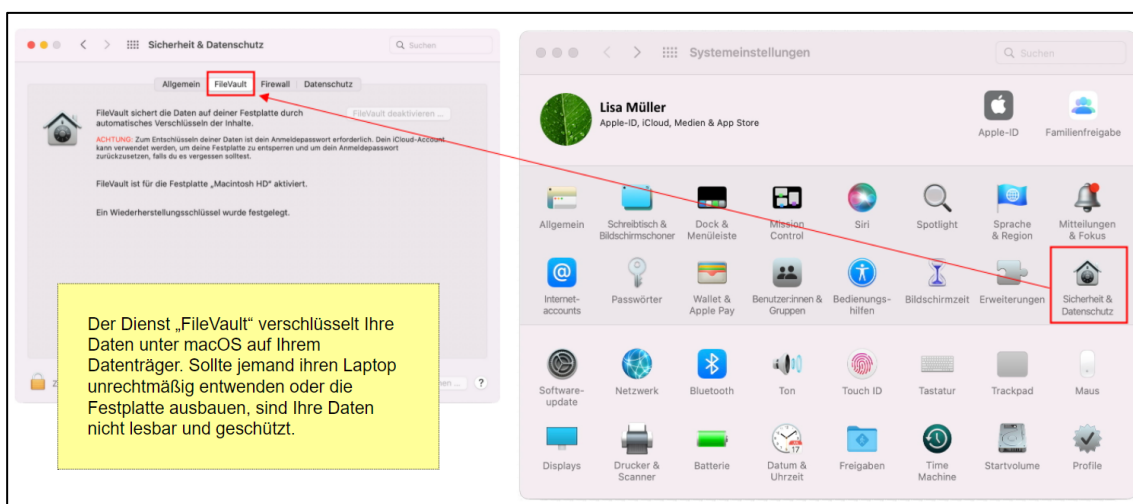 Sicherheit & Datenschutz
Suchen
Allgemein FileVault Firewall Datenschutz
FileVault sichert die Daten auf deiner Festplatte durch
automatisches Verschlüsseln der Inhalte.
FileVault deaktivieren ...
ACHTUNG: Zum Entschlüsseln deiner Daten ist dein Anmeldepasswort erforderlich. Dein iCloud-Account
kann verwendet werden, um deine Festplatte zu entsperren und um dein Anmeldepasswort
zurückzusetzen, falls du es vergessen solltest.
FileVault ist für die Festplatte „Macintosh HD“ aktiviert.
Ein Wiederherstellungsschlüssel wurde festgelegt.
Der Dienst „FileVault“ verschlüsselt Ihre
Daten unter macOS auf Ihrem
Datenträger. Sollte jemand ihren Laptop
unrechtmäßig entwenden oder die
Festplatte ausbauen, sind Ihre Daten
nicht lesbar und geschützt.
?
Systemeinstellungen
Suchen
Lisa Müller
Apple-ID, iCloud, Medien & App Store
Apple-ID Familienfreigabe
Allgemein Schreibtisch & Dock & Mission Siri Spotlight Sprache Mitteilungen
Bildschirmschoner Menüleiste Control & Region & Fokus
Internet- Passwörter Wallet & Benutzer:innen & Bedienungs- Bildschirmzeit Erweiterungen Sicherheit &
accounts Apple Pay Gruppen hilfen Datenschutz
Software- Netzwerk Bluetooth Ton Touch ID Tastatur Trackpad Maus
update
17
Displays Drucker & Batterie Datum & Freigaben Time Startvolume Profile
Scanner Uhrzeit Machine